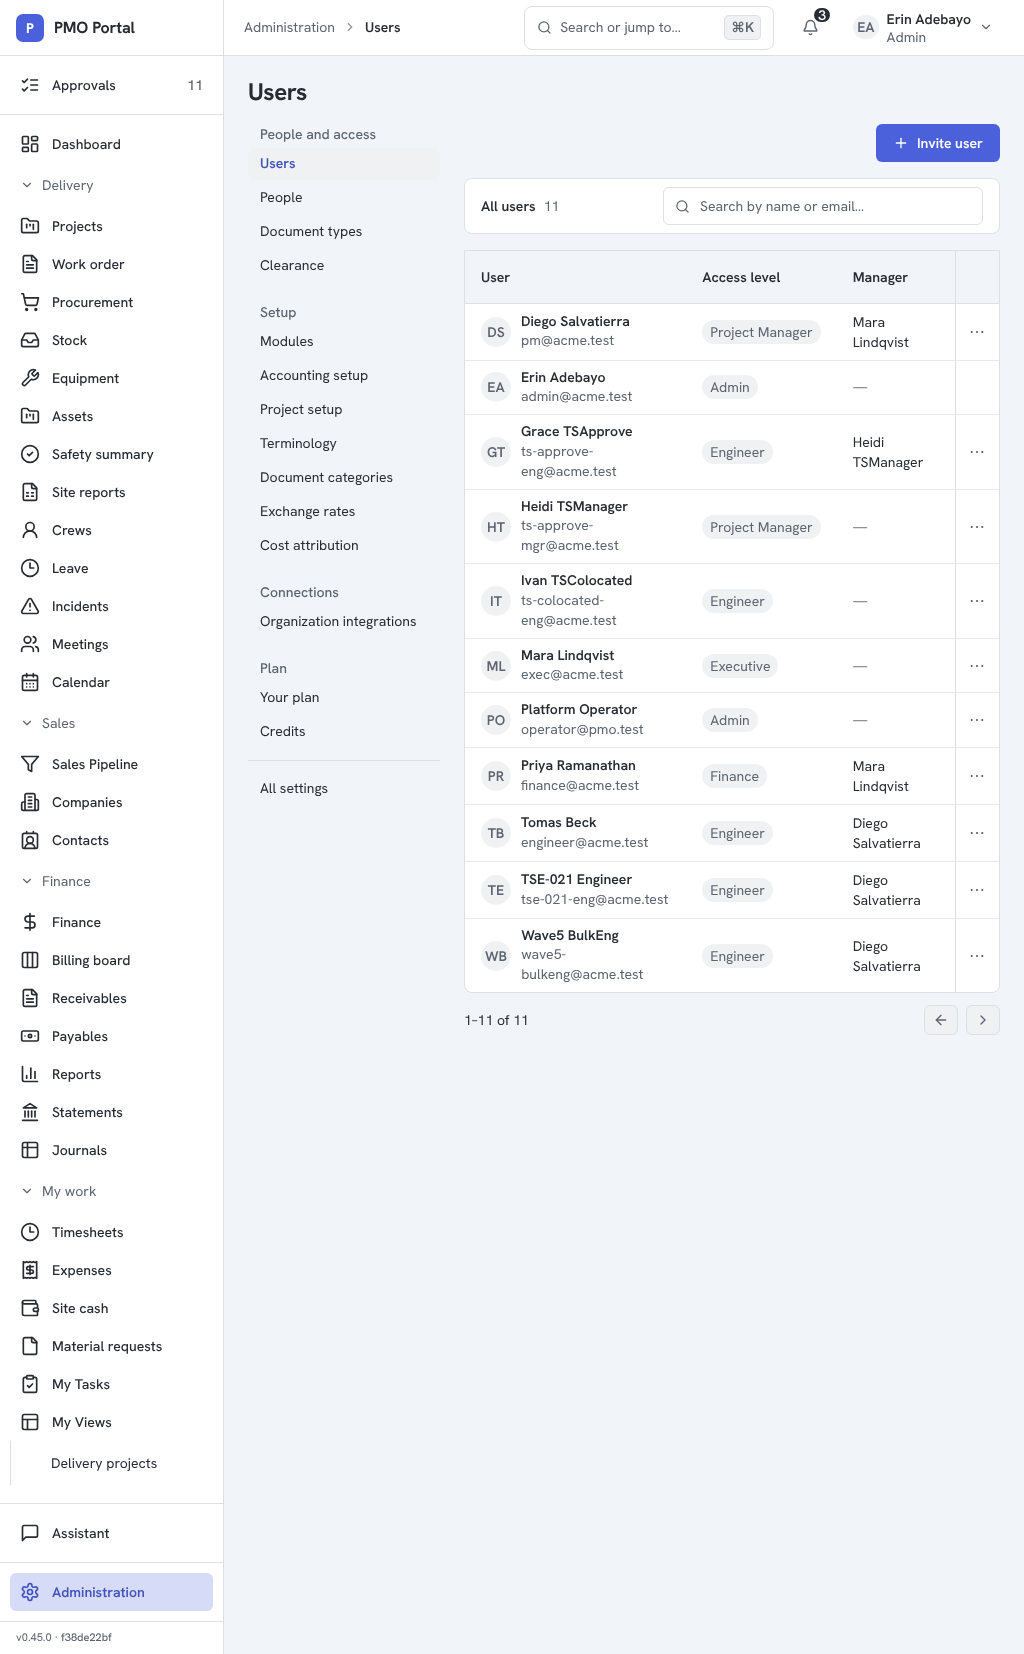 P PMO Portal
Administration > Users
Search or jump to... ⌘K
3
EA Erin Adebayo
Admin
Approvals 11
Dashboard
Delivery
Projects
Work order
Procurement
Stock
Equipment
Assets
Safety summary
Site reports
Crews
Leave
Incidents
Meetings
Calendar
Sales
Sales Pipeline
Companies
Contacts
Finance
Finance
Billing board
Receivables
Payables
Reports
Statements
Journals
My work
Timesheets
Expenses
Site cash
Material requests
My Tasks
My Views
Delivery projects
Assistant
Administration
v0.45.0 · f38de22bf
Users
People and access
Users
People
Document types
Clearance
Setup
Modules
Accounting setup
Project setup
Terminology
Document categories
Exchange rates
Cost attribution
Connections
Organization integrations
Plan
Your plan
Credits
All settings
+ Invite user
All users 11
Search by name or email...
User Access level Manager
DS Diego Salvatierra
pm@acme.test
Project Manager
Mara
Lindqvist
...
EA Erin Adebayo
admin@acme.test
Admin
—
GT Grace TSApprove
ts-approve-
eng@acme.test
Engineer
Heidi
TSManager
...
HT Heidi TSManager
ts-approve-
mgr@acme.test
Project Manager
—
...
IT Ivan TSColocated
ts-colocated-
eng@acme.test
Engineer
—
...
ML Mara Lindqvist
exec@acme.test
Executive
—
...
PO Platform Operator
operator@pmo.test
Admin
—
...
PR Priya Ramanathan
finance@acme.test
Finance
Mara
Lindqvist
...
TB Tomas Beck
engineer@acme.test
Engineer
Diego
Salvatierra
...
TE TSE-021 Engineer
tse-021-eng@acme.test
Engineer
Diego
Salvatierra
...
WB Wave5 BulkEng
wave5-
bulkeng@acme.test
Engineer
Diego
Salvatierra
...
1–11 of 11